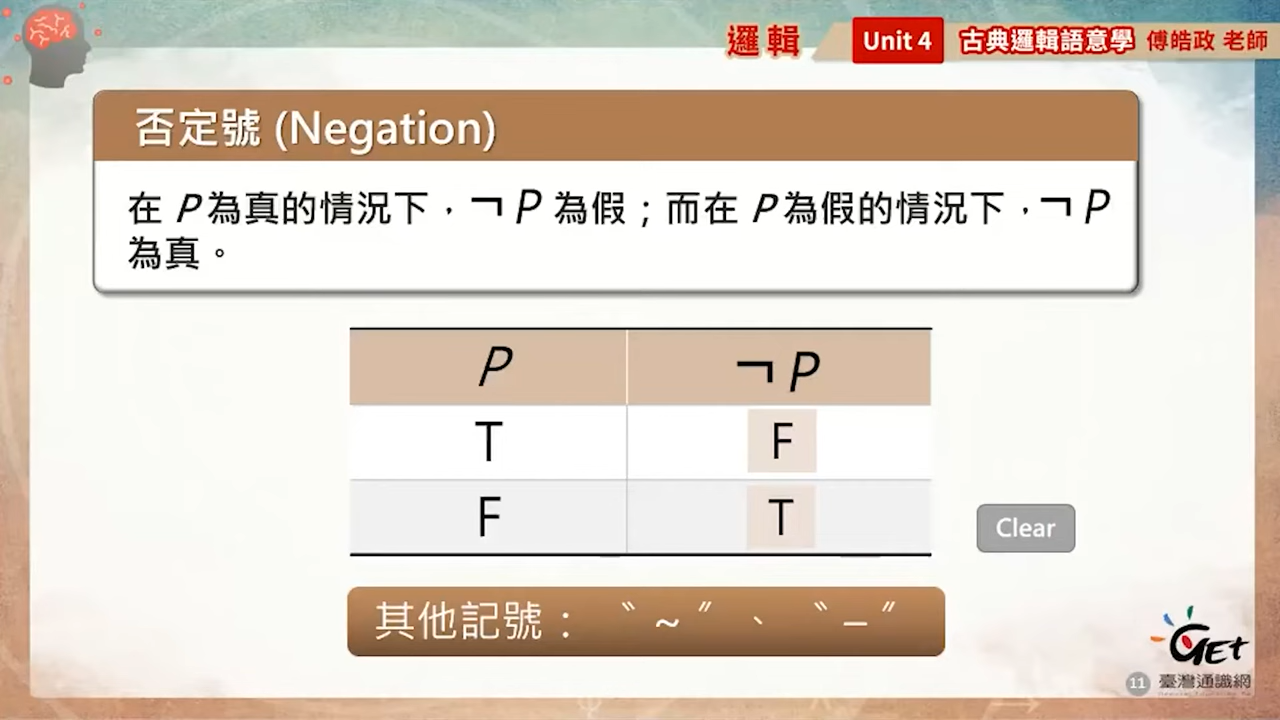 邏輯 Unit 4 古典邏輯語意學 傅皓政 老師
否定號 (Negation)
在 P為真的情況下，¬ P 為假；而在 P為假的情況下，¬ P
為真。
P ¬ P
T F
F T
Clear
其他記號： 〝 ~ 〞 、 〝 – 〞
GET
11 臺灣通識網